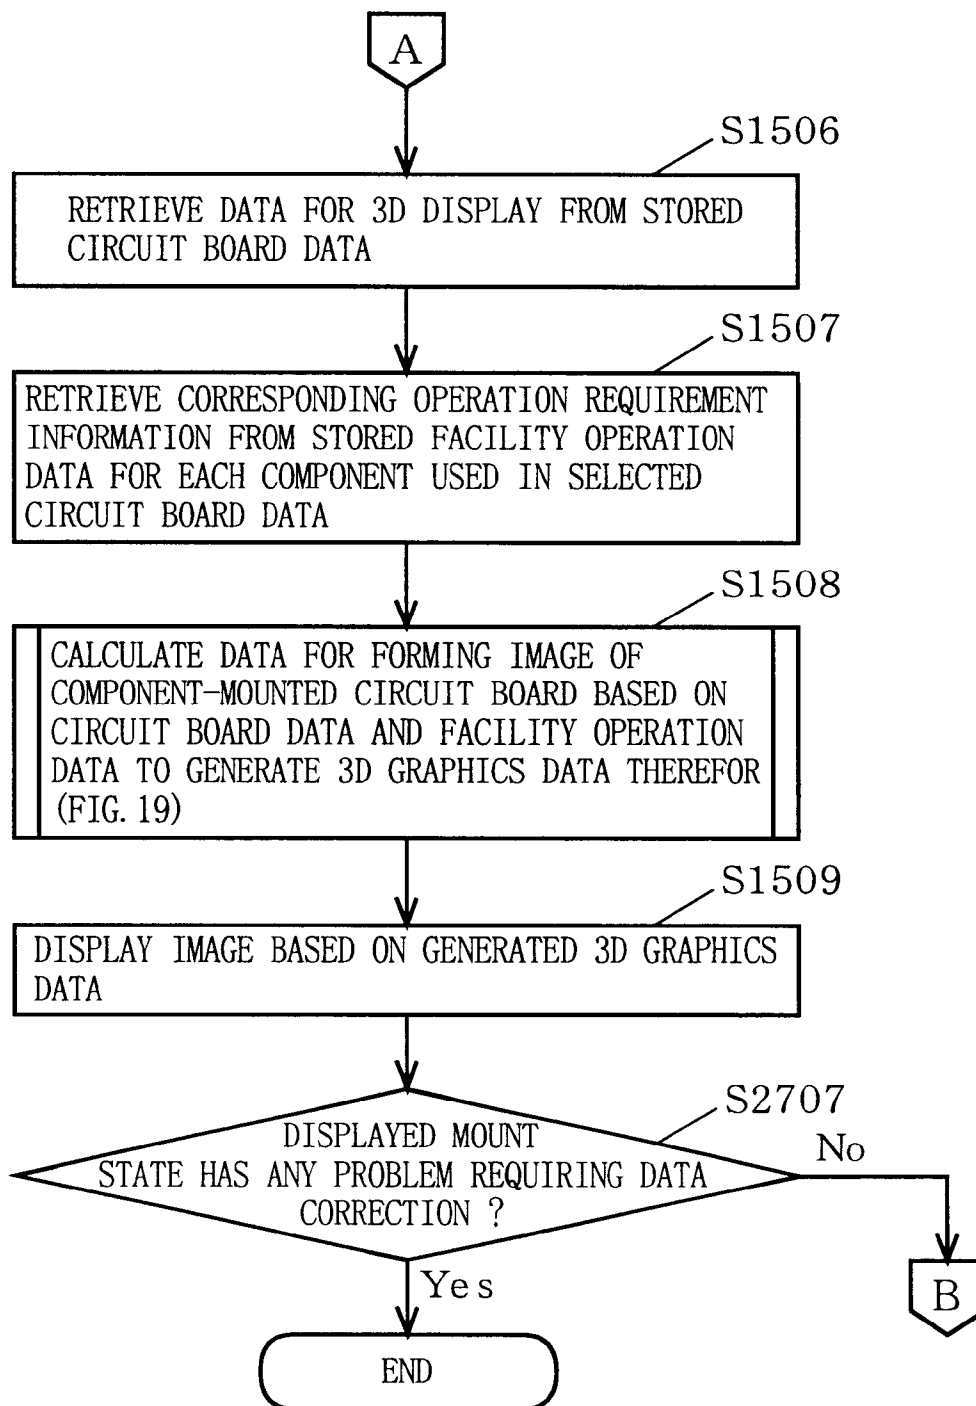 A
S1506
RETRIEVE DATA FOR 3D DISPLAY FROM STORED
CIRCUIT BOARD DATA
S1507
RETRIEVE CORRESPONDING OPERATION REQUIREMENT
INFORMATION FROM STORED FACILITY OPERATION
DATA FOR EACH COMPONENT USED IN SELECTED
CIRCUIT BOARD DATA
S1508
CALCULATE DATA FOR FORMING IMAGE OF
COMPONENT-MOUNTED CIRCUIT BOARD BASED ON
CIRCUIT BOARD DATA AND FACILITY OPERATION
DATA TO GENERATE 3D GRAPHICS DATA THEREFOR
(FIG. 19)
S1509
DISPLAY IMAGE BASED ON GENERATED 3D GRAPHICS
DATA
S2707
DISPLAYED MOUNT
STATE HAS ANY PROBLEM REQUIRING DATA
CORRECTION ?
No
Yes
B
END